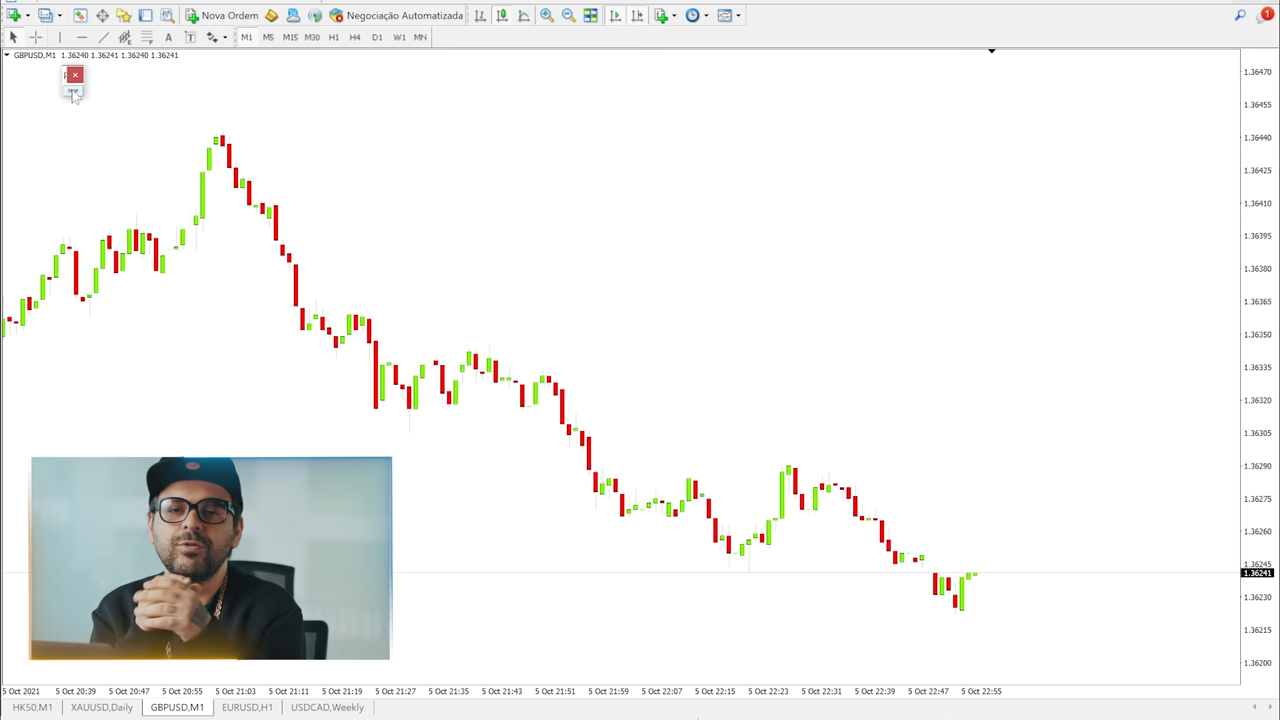 Nova Ordem
Negociação Automatizada
1
A
T
M1 M5 M15 M30 H1 H4 D1 W1 MN
GBPUSD,M1 1.36240 1.36241 1.36240 1.36241
1.36470
1.36455
1.36440
1.36425
1.36410
1.36395
1.36380
1.36365
1.36350
1.36335
1.36320
1.36305
1.36290
1.36275
1.36260
1.36245
1.36241
1.36230
1.36215
1.36200
5 Oct 2021 5 Oct 20:39 5 Oct 20:47 5 Oct 20:55 5 Oct 21:03 5 Oct 21:11 5 Oct 21:19 5 Oct 21:27 5 Oct 21:35 5 Oct 21:43 5 Oct 21:51 5 Oct 21:59 5 Oct 22:07 5 Oct 22:15 5 Oct 22:23 5 Oct 22:31 5 Oct 22:39 5 Oct 22:47 5 Oct 22:55
HK50,M1 XAUUSD,Daily GBPUSD,M1 EURUSD,H1 USDCAD,Weekly